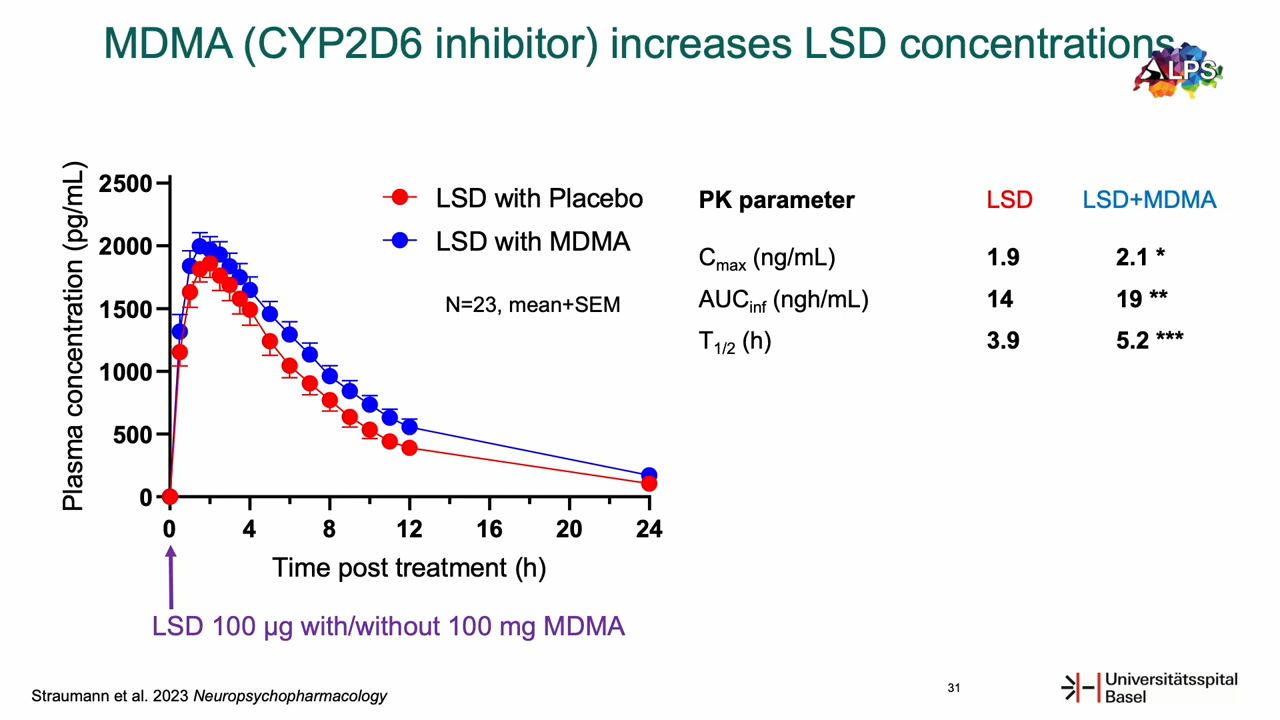 MDMA (CYP2D6 inhibitor) increases LSD concentrations
ALPS
Plasma concentration (pg/mL)
2500
2000
1500
1000
500
0
0 4 8 12 16 20 24
Time post treatment (h)
LSD with Placebo
LSD with MDMA
N=23, mean+SEM
LSD 100 µg with/without 100 mg MDMA
PK parameter LSD LSD+MDMA
Cmax (ng/mL) 1.9 2.1 *
AUCinf (ngh/mL) 14 19 **
T1/2 (h) 3.9 5.2 ***
Straumann et al. 2023 Neuropsychopharmacology
31
Universitätsspital
Basel